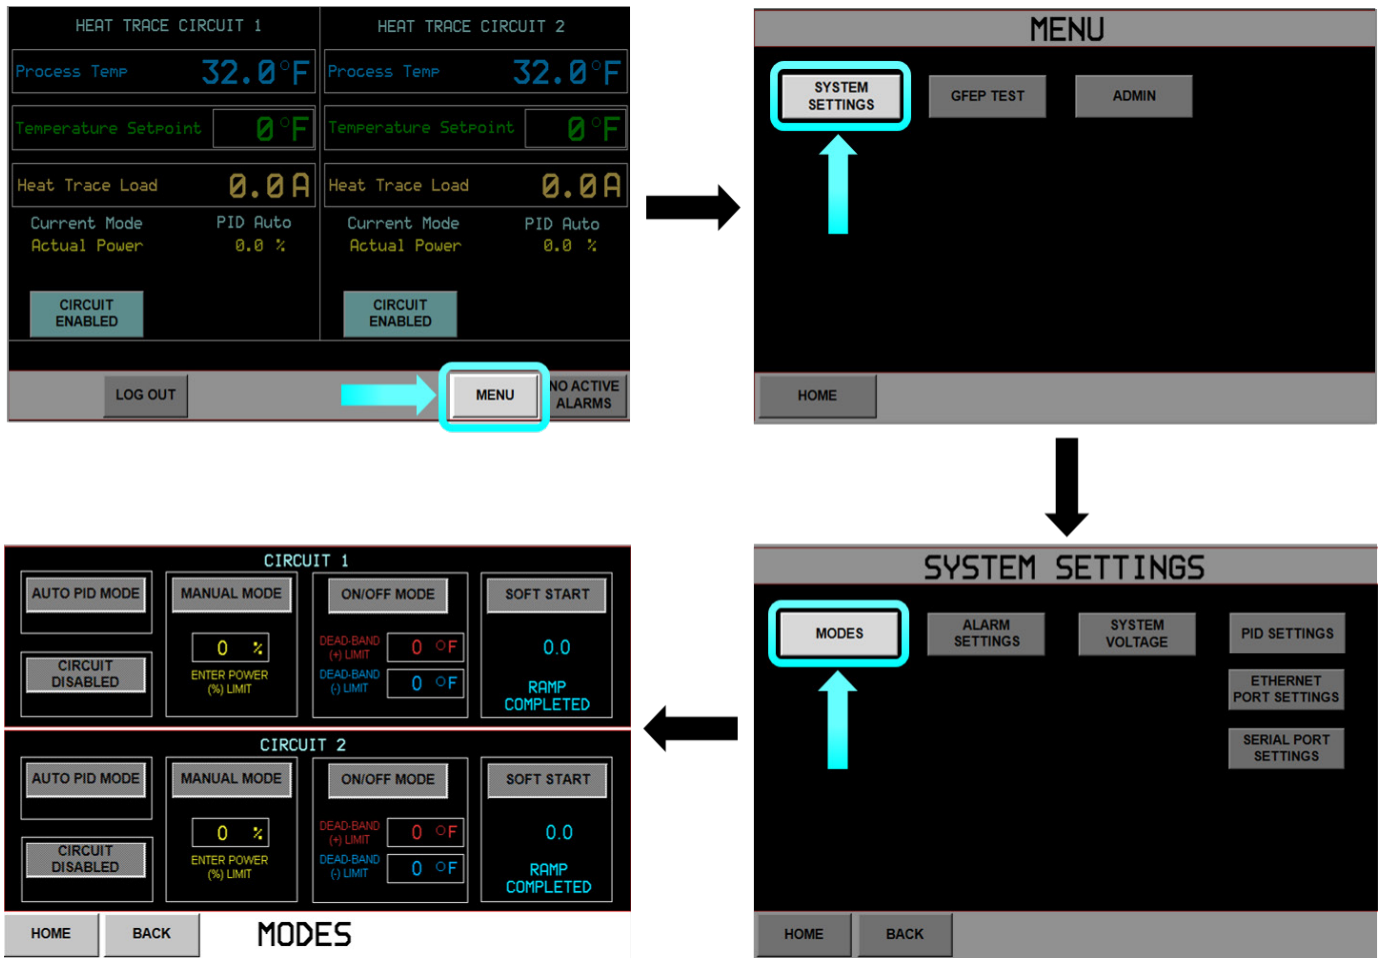 HEAT TRACE CIRCUIT 1
Process Temp 32.0°F
Temperature Setpoint 0°F
Heat Trace Load 0.0A
Current Mode PID Auto
Actual Power 0.0 %
CIRCUIT
ENABLED
HEAT TRACE CIRCUIT 2
Process Temp 32.0°F
Temperature Setpoint 0°F
Heat Trace Load 0.0A
Current Mode PID Auto
Actual Power 0.0 %
CIRCUIT
ENABLED
LOG OUT
MENU
NO ACTIVE
ALARMS
MENU
SYSTEM
SETTINGS
GFEP TEST
ADMIN
HOME
SYSTEM SETTINGS
MODES
ALARM
SETTINGS
SYSTEM
VOLTAGE
PID SETTINGS
ETHERNET
PORT SETTINGS
SERIAL PORT
SETTINGS
HOME
BACK
CIRCUIT 1
AUTO PID MODE
CIRCUIT
DISABLED
MANUAL MODE
0 %
ENTER POWER
(%) LIMIT
ON/OFF MODE
DEAD-BAND
(+) LIMIT
0 °F
DEAD-BAND
(-) LIMIT
0 °F
SOFT START
0.0
RAMP
COMPLETED
CIRCUIT 2
AUTO PID MODE
CIRCUIT
DISABLED
MANUAL MODE
0 %
ENTER POWER
(%) LIMIT
ON/OFF MODE
DEAD-BAND
(+) LIMIT
0 °F
DEAD-BAND
(-) LIMIT
0 °F
SOFT START
0.0
RAMP
COMPLETED
HOME
BACK
MODES